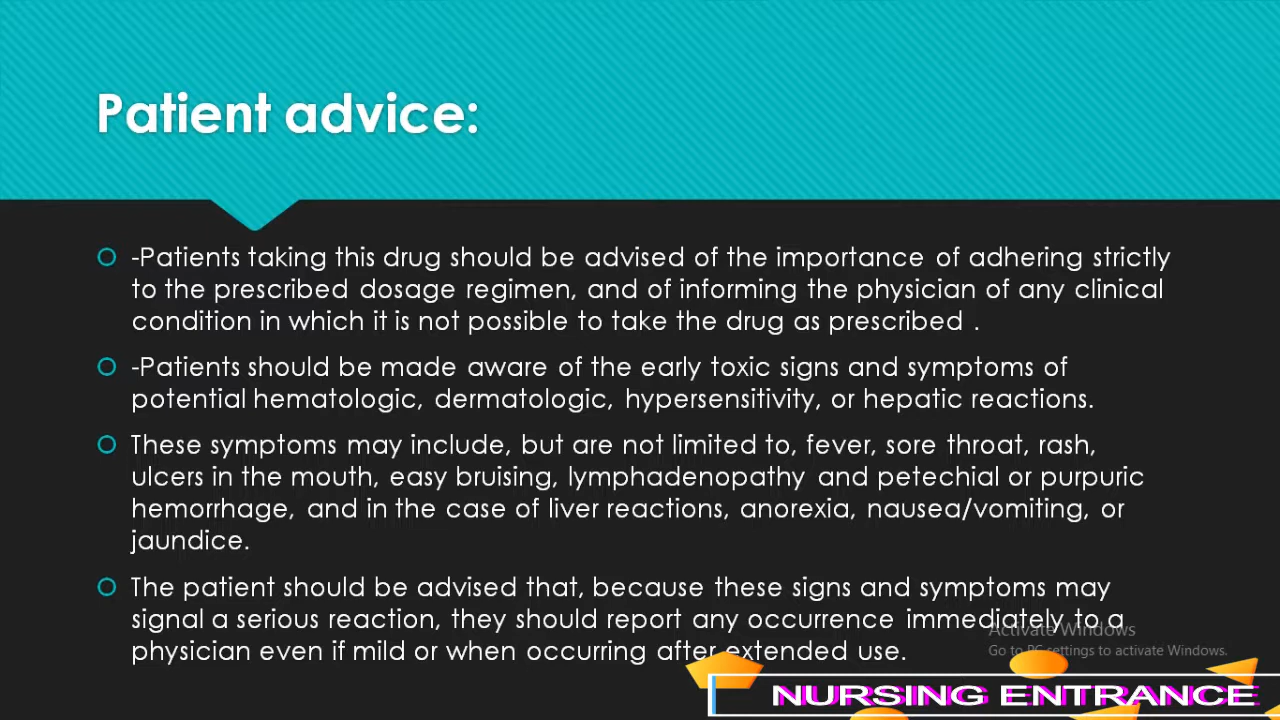 Patient advice:
-Patients taking this drug should be advised of the importance of adhering strictly
to the prescribed dosage regimen, and of informing the physician of any clinical
condition in which it is not possible to take the drug as prescribed .
-Patients should be made aware of the early toxic signs and symptoms of
potential hematologic, dermatologic, hypersensitivity, or hepatic reactions.
These symptoms may include, but are not limited to, fever, sore throat, rash,
ulcers in the mouth, easy bruising, lymphadenopathy and petechial or purpuric
hemorrhage, and in the case of liver reactions, anorexia, nausea/vomiting, or
jaundice.
The patient should be advised that, because these signs and symptoms may
signal a serious reaction, they should report any occurrence immediately to a
physician even if mild or when occurring after extended use.
Activate Windows
Go to PC settings to activate Windows.
NURSING ENTRANCE